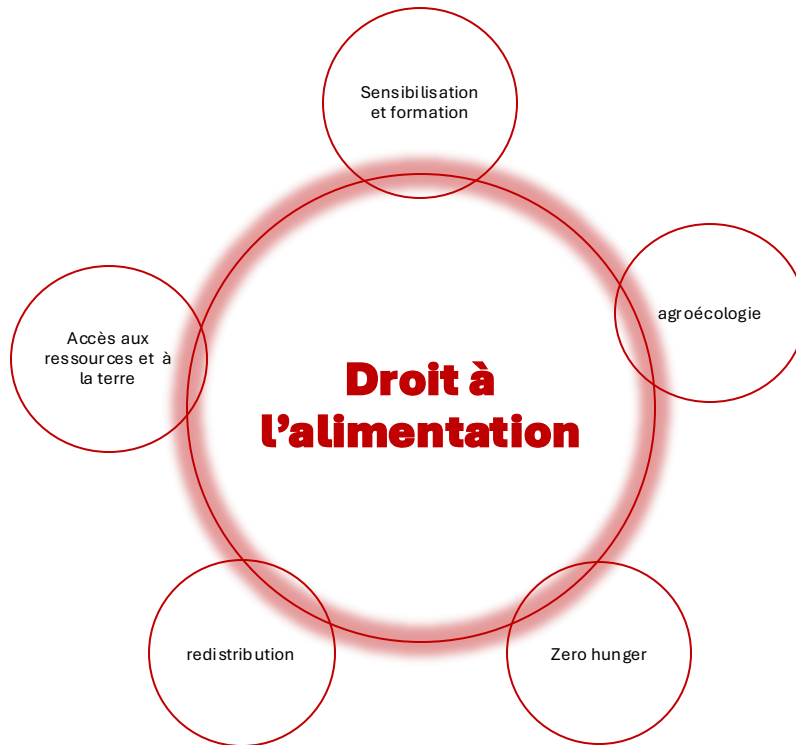 Sensibilisation
et formation
agroécologie
Accès aux
ressources et à
la terre
Droit à
l’alimentation
redistribution
Zero hunger